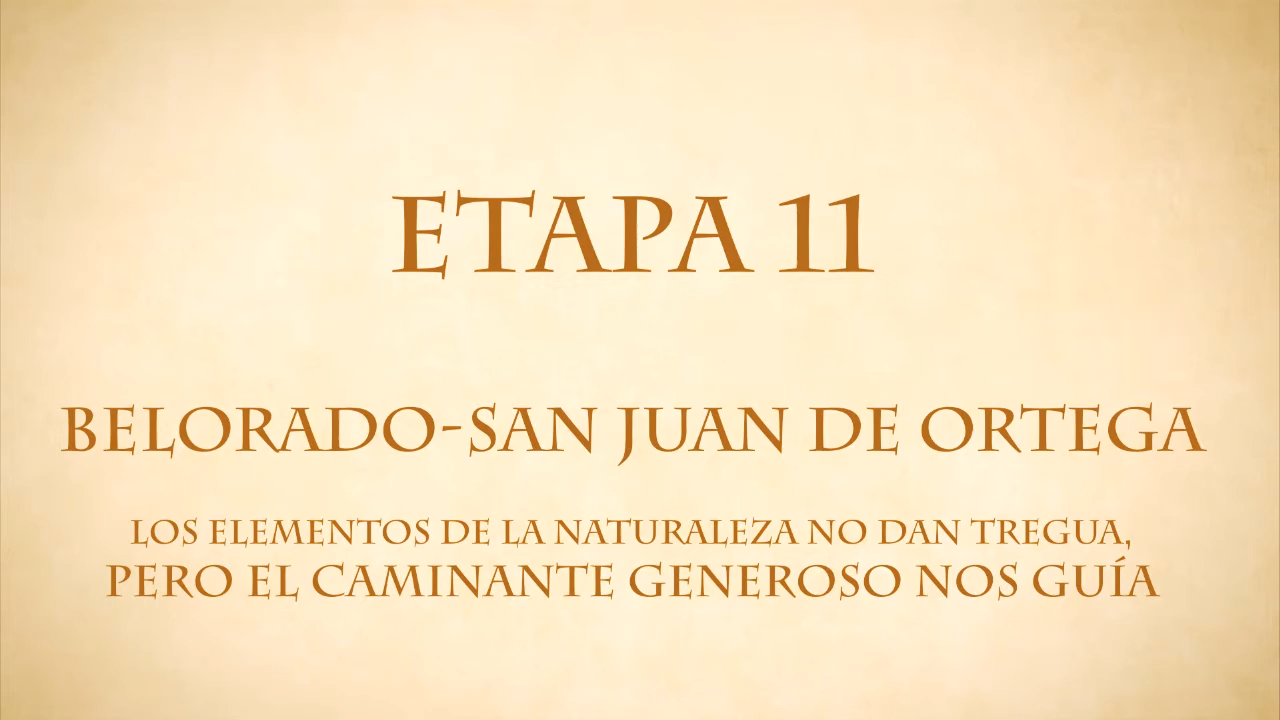 ETAPA 11
BELORADO-SAN JUAN DE ORTEGA
LOS ELEMENTOS DE LA NATURALEZA NO DAN TREGUA,
PERO EL CAMINANTE GENEROSO NOS GUÍA